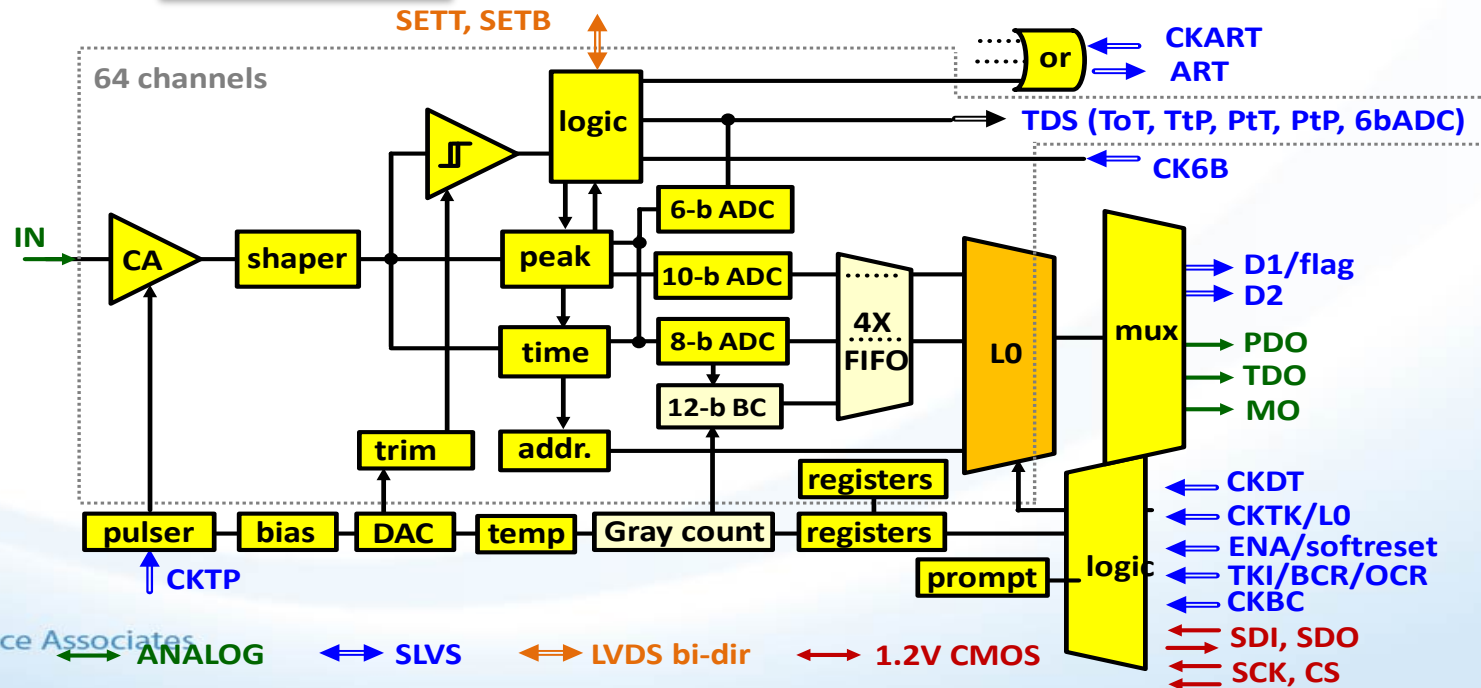 SETT, SETB
CKART
or
ART
64 channels
logic
TDS (ToT, TtP, PtT, PtP, 6bADC)
CK6B
6-b ADC
IN
CA
shaper
peak
10-b ADC
D1/flag
D2
4X
FIFO
L0
mux
time
8-b ADC
PDO
TDO
MO
12-b BC
trim
addr.
registers
CKDT
pulser
bias
DAC
temp
Gray count
registers
CKTK/L0
ENA/softreset
prompt
logic
TKI/BCR/OCR
CKTP
CKBC
ce Associates
ANALOG
SLVS
LVDS bi-dir
1.2V CMOS
SDI, SDO
SCK, CS